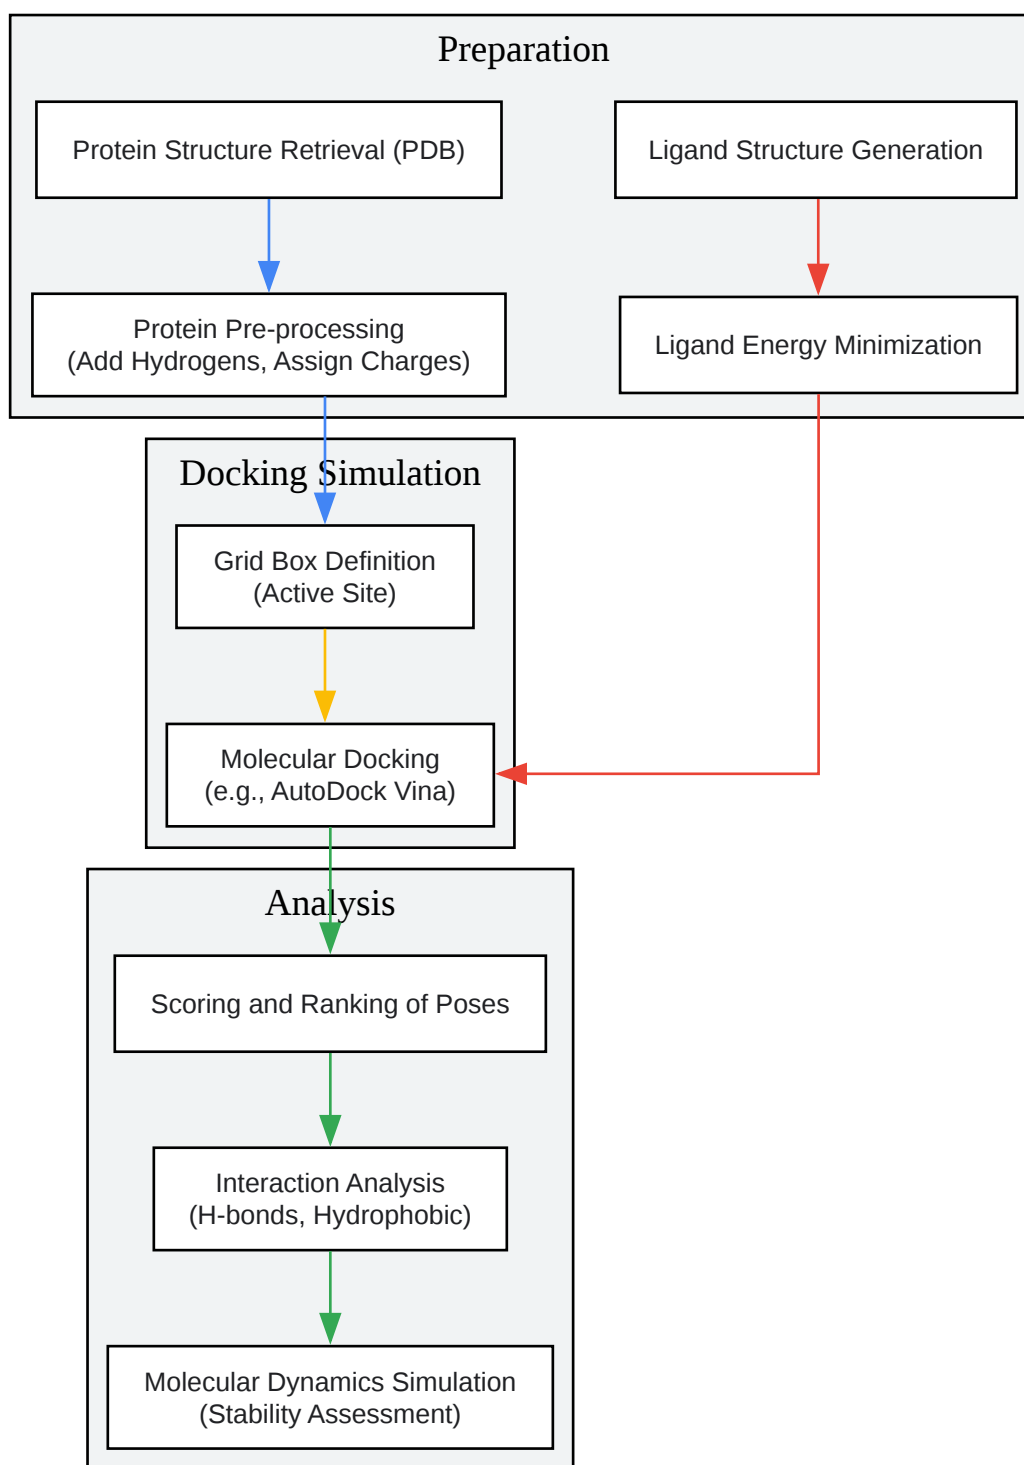 Preparation
Protein Structure Retrieval (PDB)
Ligand Structure Generation
Protein Pre-processing
(Add Hydrogens, Assign Charges)
Ligand Energy Minimization
Docking Simulation
Grid Box Definition
(Active Site)
Molecular Docking
(e.g., AutoDock Vina)
Analysis
Scoring and Ranking of Poses
Interaction Analysis
(H-bonds, Hydrophobic)
Molecular Dynamics Simulation
(Stability Assessment)